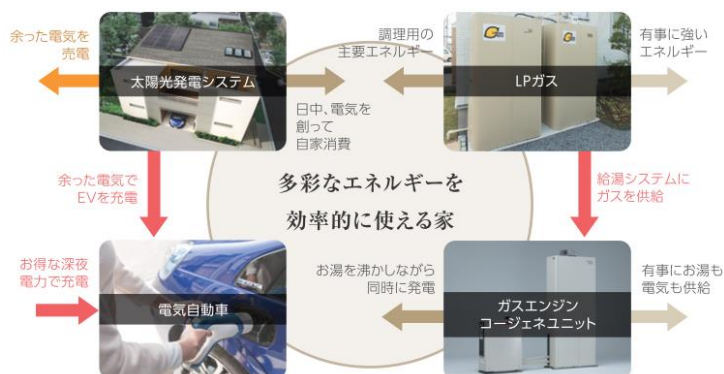 余った電気を
売電
太陽光発電システム
日中、電気を
創って
自家消費
調理用の
主要エネルギー
LPガス
有事に強い
エネルギー
余った電気で
EVを充電
多彩なエネルギーを
効率的に使える家
給湯システムに
ガスを供給
お得な深夜
電力で充電
電気自動車
お湯を沸かしながら
同時に発電
ガスエンジン
コージェネユニット
有事にお湯も
電気も供給